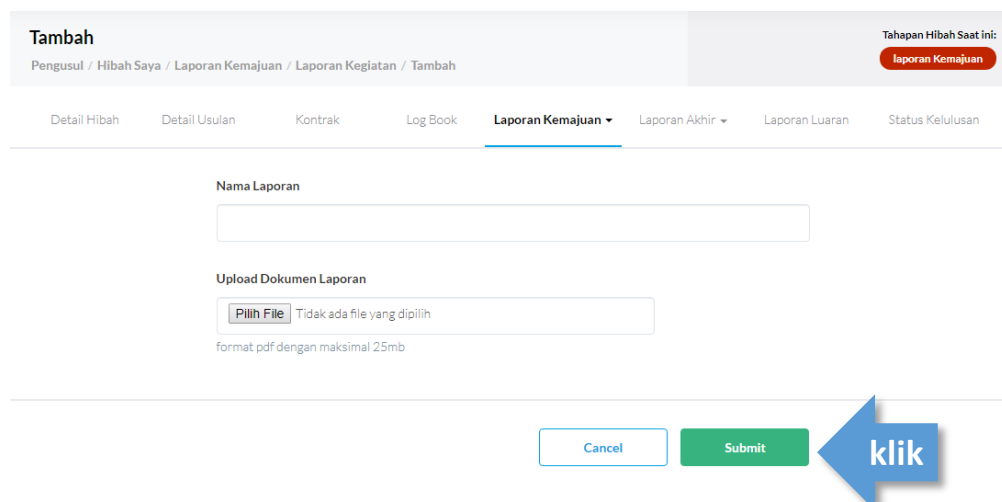 Tambah
Tahapan Hibah Saat ini:
Pengusul / Hibah Saya / Laporan Kemajuan / Laporan Kegiatan / Tambah
laporan Kemajuan
Detail Hibah Detail Usulan Kontrak Log Book Laporan Kemajuan Laporan Akhir Laporan Luaran Status Kelulusan
Nama Laporan
Upload Dokumen Laporan
Pilih File Tidak ada file yang dipilih
format pdf dengan maksimal 25mb
Cancel Submit klik